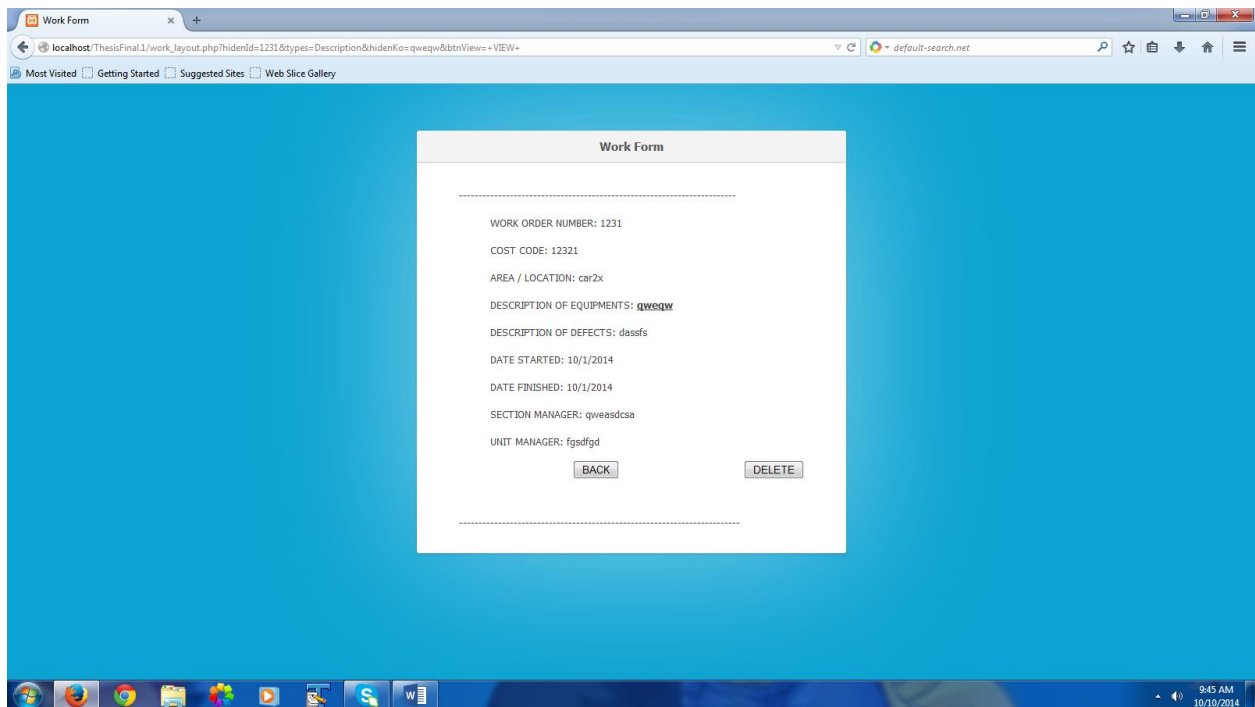 Work Form
localhost/ThesisFinal.1/work_layout.php?hidenId=1231&types=Description&hidenKo=qweqw&btnView=+VIEW+
default-search.net
Most Visited Getting Started Suggested Sites Web Slice Gallery
Work Form
------------------------------------------------------------------------
WORK ORDER NUMBER: 1231
COST CODE: 12321
AREA / LOCATION: car2x
DESCRIPTION OF EQUIPMENTS: qweqw
DESCRIPTION OF DEFECTS: dassfs
DATE STARTED: 10/1/2014
DATE FINISHED: 10/1/2014
SECTION MANAGER: qweasdcsa
UNIT MANAGER: fgsdfgd
BACK DELETE
-------------------------------------------------------------------------
9:45 AM
10/10/2014